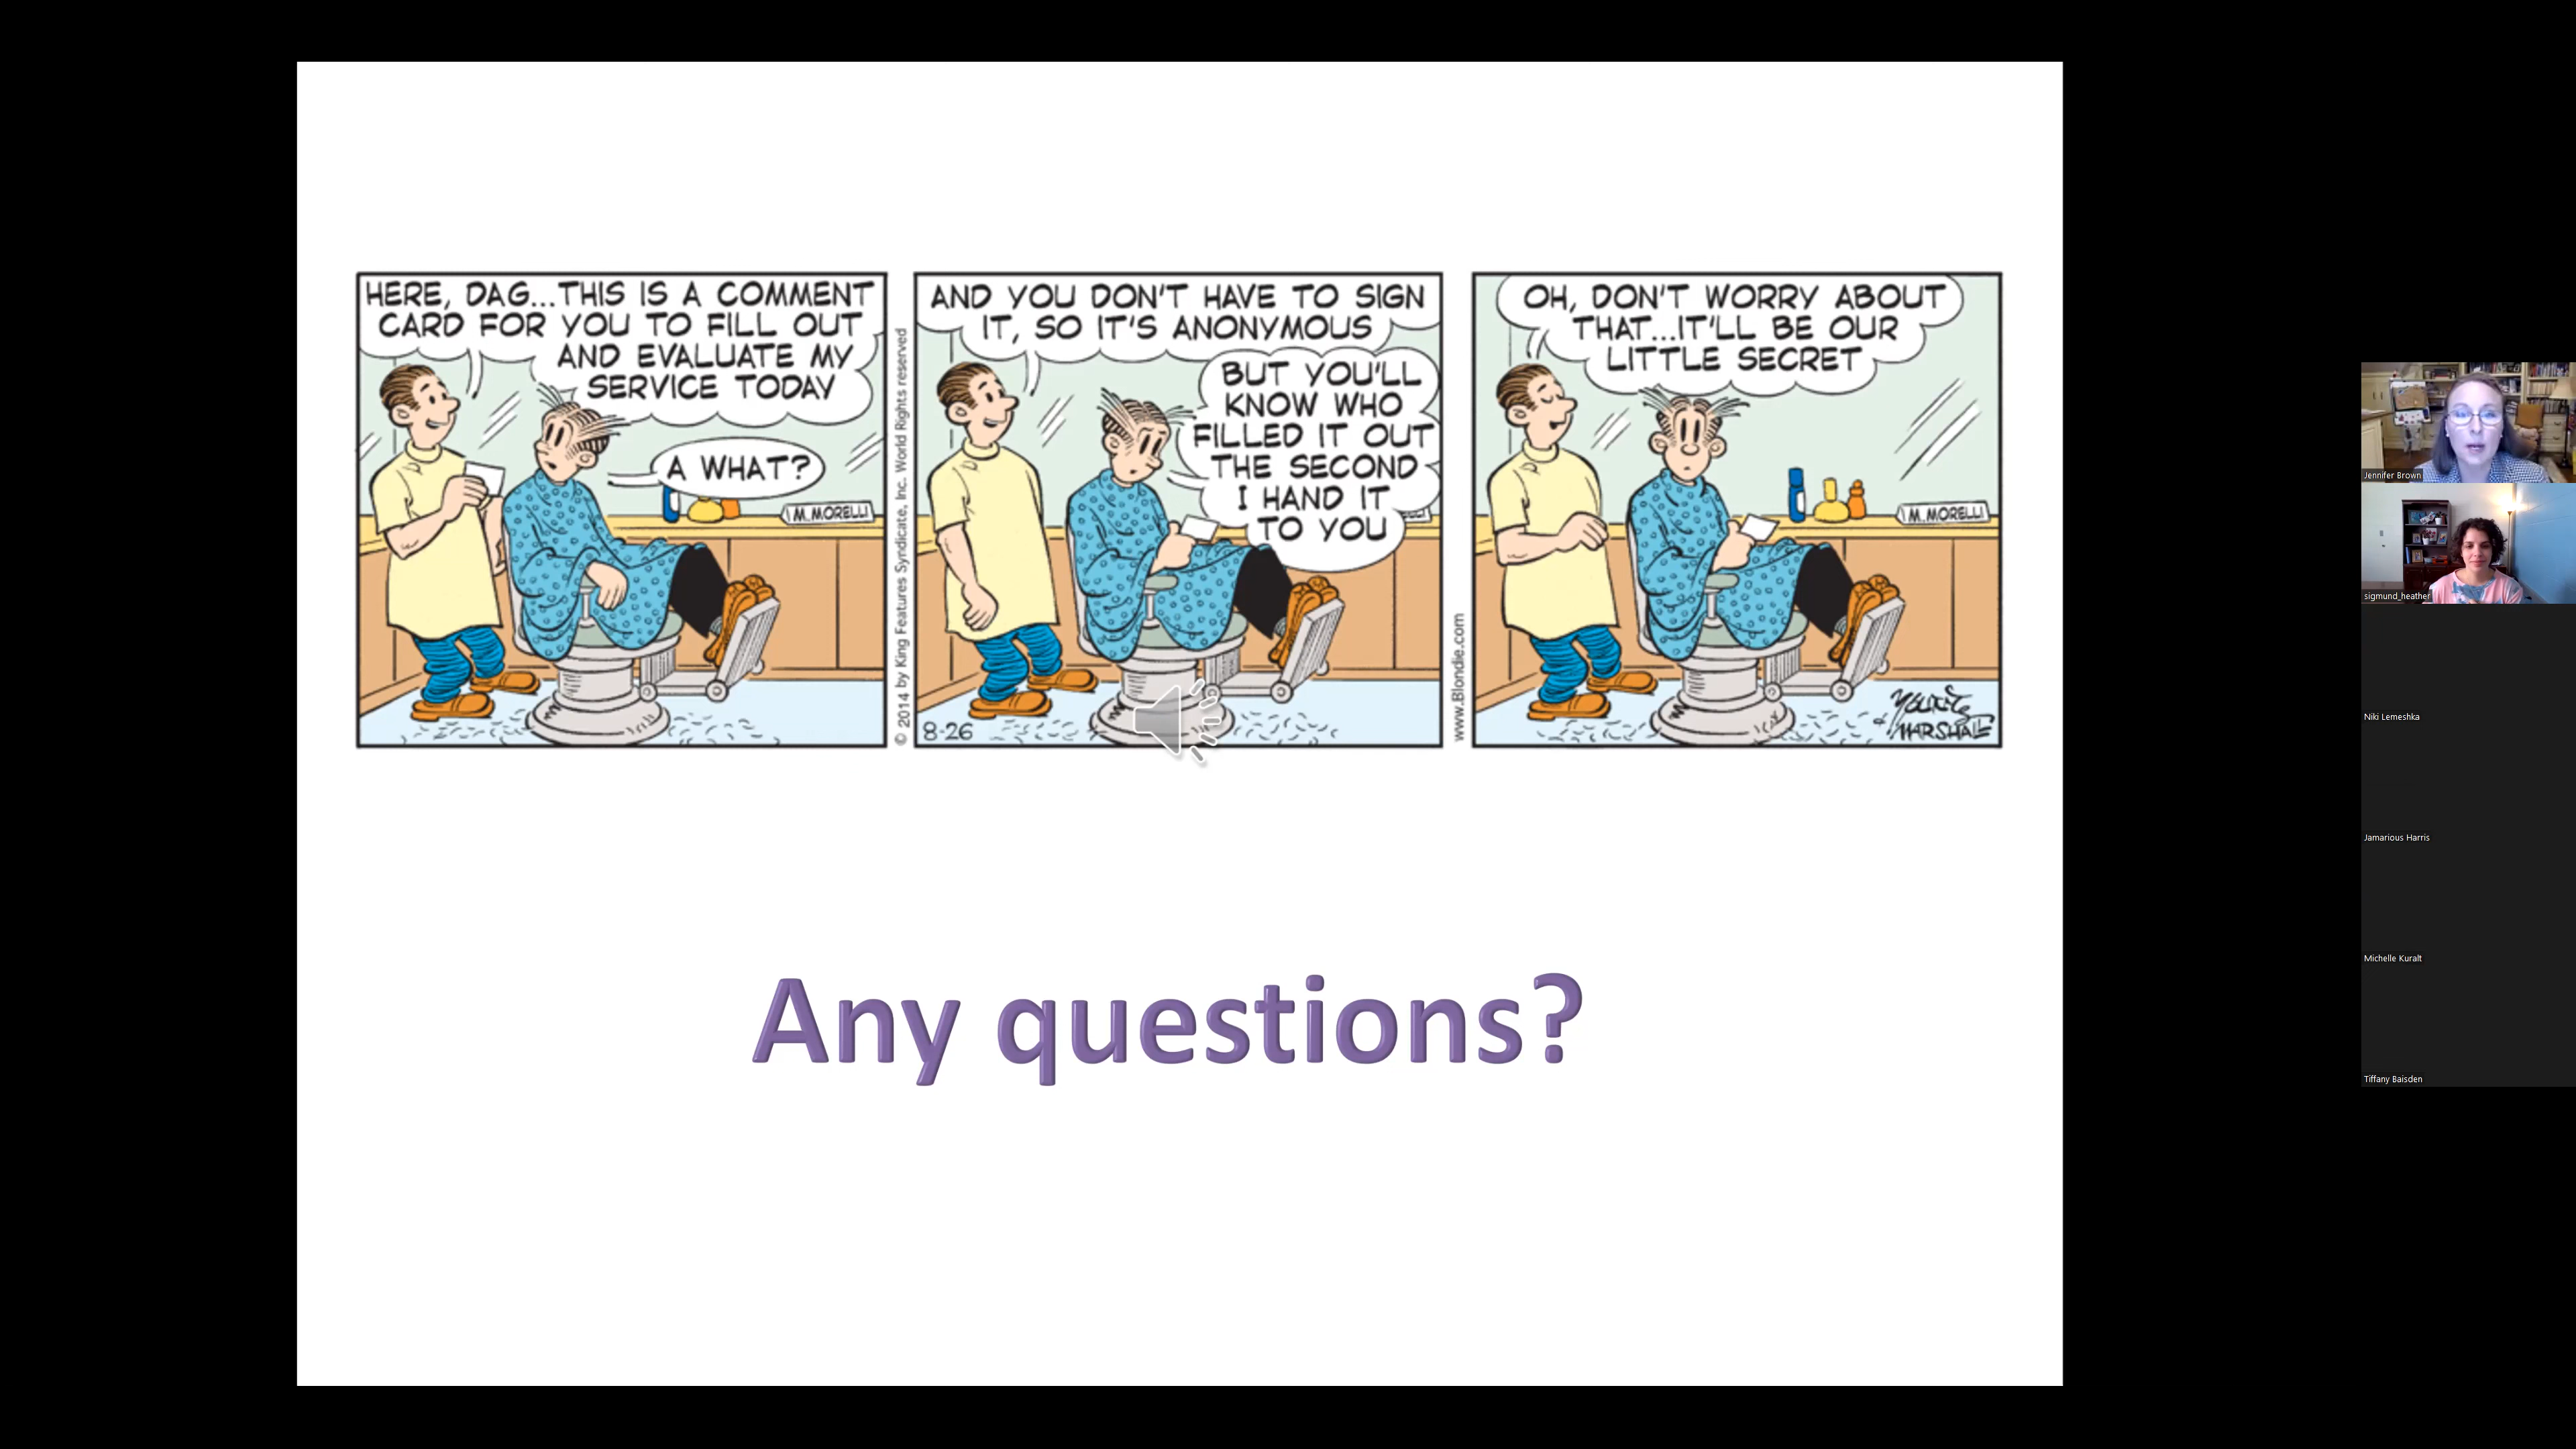 HERE, DAG...THIS IS A COMMENT
CARD FOR YOU TO FILL OUT
AND EVALUATE MY
SERVICE TODAY
A WHAT?
M.MORELLI
© 2014 by King Features Syndicate, Inc. World Rights reserved
AND YOU DON'T HAVE TO SIGN
IT, SO IT'S ANONYMOUS
BUT YOU'LL
KNOW WHO
FILLED IT OUT
THE SECOND
I HAND IT
TO YOU
8-26
www.Blondie.com
OH, DON'T WORRY ABOUT
THAT...IT'LL BE OUR
LITTLE SECRET
M.MORELLI
MARSHALL
Any questions?
Jennifer Brown
sigmund_heather
Niki Lemeshka
Jamarious Harris
Michelle Kuralt
Tiffany Baisden